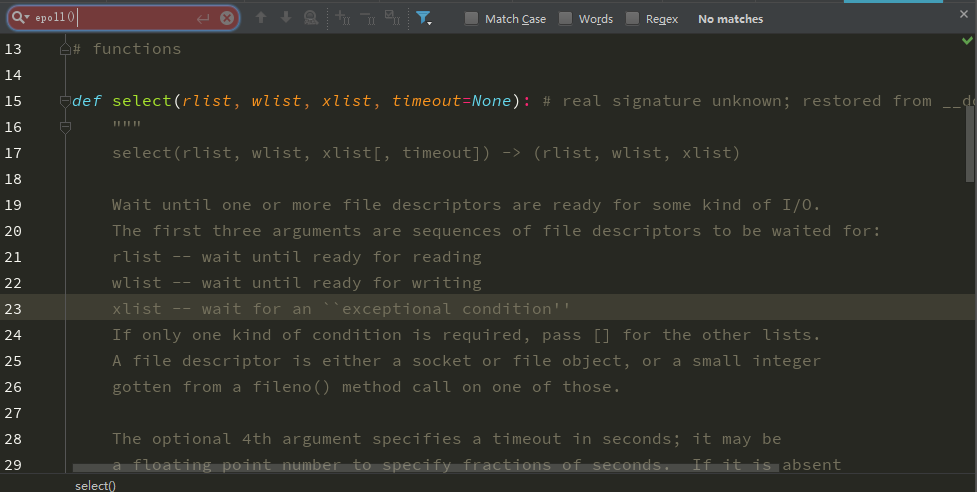 epoll()
Match Case Words Regex No matches
13 # functions
14
15 def select(rlist, wlist, xlist, timeout=None): # real signature unknown; restored from __do
16 """
17 select(rlist, wlist, xlist[, timeout]) -> (rlist, wlist, xlist)
18
19 Wait until one or more file descriptors are ready for some kind of I/O.
20 The first three arguments are sequences of file descriptors to be waited for:
21 rlist -- wait until ready for reading
22 wlist -- wait until ready for writing
23 xlist -- wait for an ``exceptional condition''
24 If only one kind of condition is required, pass [] for the other lists.
25 A file descriptor is either a socket or file object, or a small integer
26 gotten from a fileno() method call on one of those.
27
28 The optional 4th argument specifies a timeout in seconds; it may be
29 a floating point number to specify fractions of seconds.  If it is absent
select()